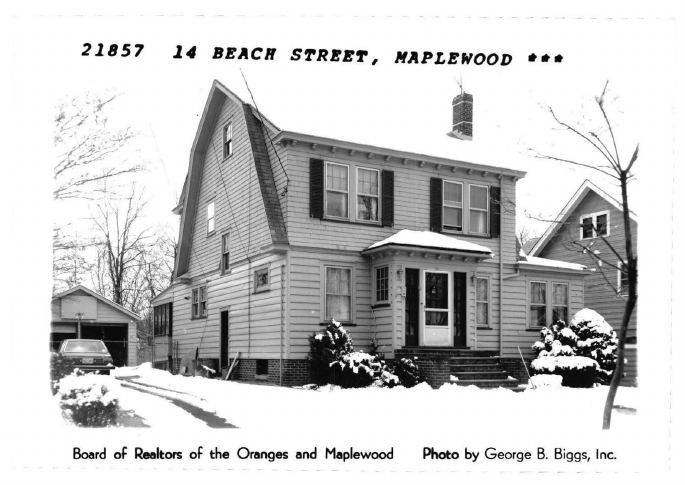 21857 14 BEACH STREET, MAPLEWOOD ***
Board of Realtors of the Oranges and Maplewood Photo by George B. Biggs, Inc.